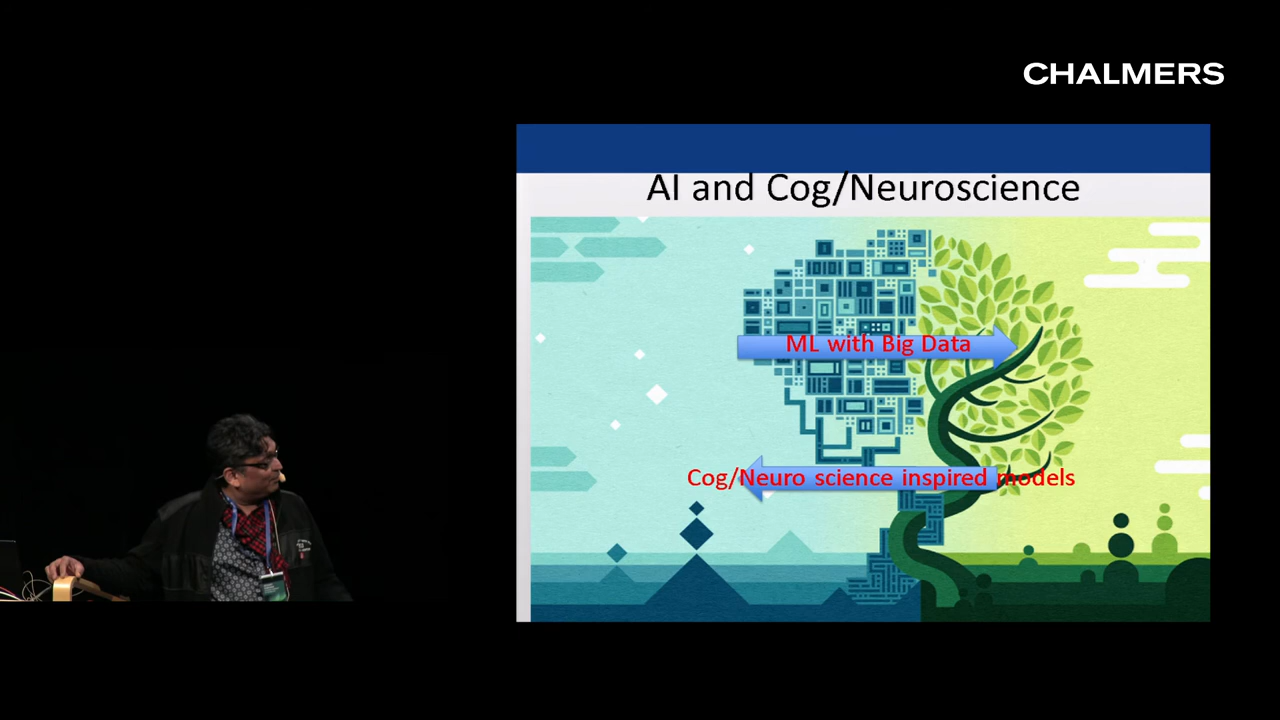 CHALMERS
AI and Cog/Neuroscience
ML with Big Data
Cog/Neuro science inspired models